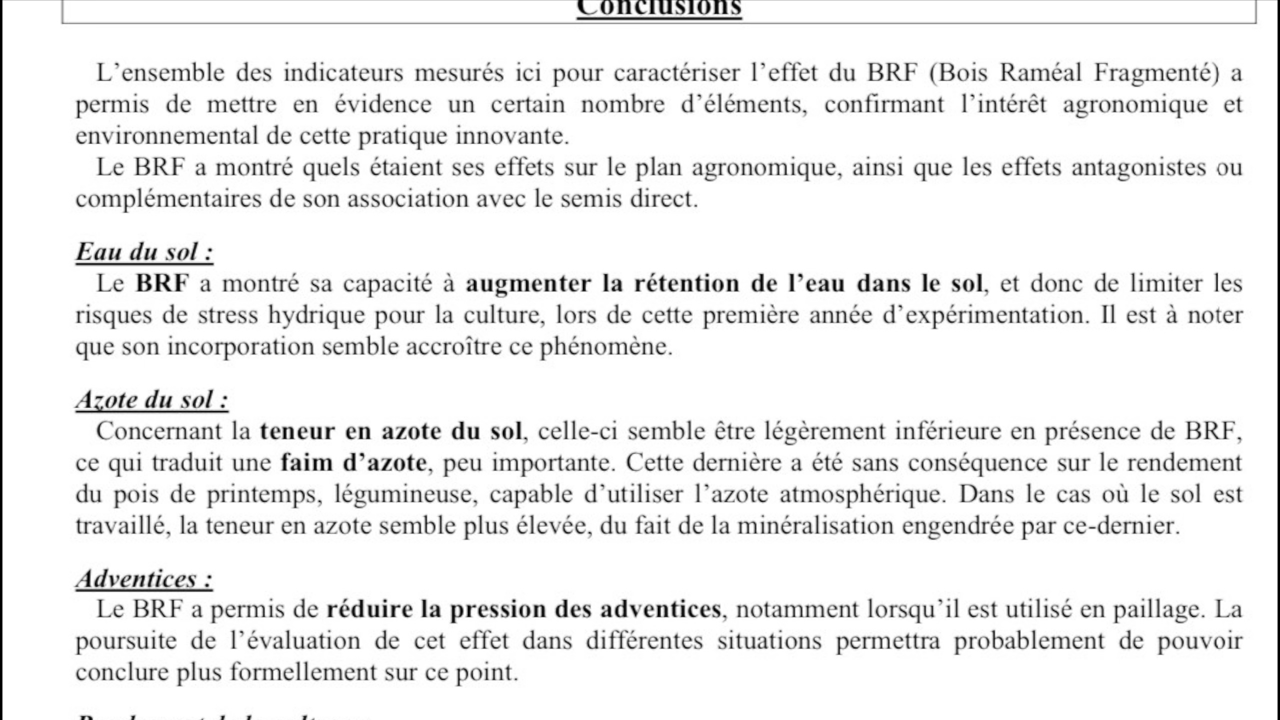 Conclusions
L’ensemble des indicateurs mesurés ici pour caractériser l’effet du BRF (Bois Raméal Fragmenté) a
permis de mettre en évidence un certain nombre d’éléments, confirmant l’intérêt agronomique et
environnemental de cette pratique innovante.
Le BRF a montré quels étaient ses effets sur le plan agronomique, ainsi que les effets antagonistes ou
complémentaires de son association avec le semis direct.
Eau du sol :
Le BRF a montré sa capacité à augmenter la rétention de l’eau dans le sol, et donc de limiter les
risques de stress hydrique pour la culture, lors de cette première année d’expérimentation. Il est à noter
que son incorporation semble accroître ce phénomène.
Azote du sol :
Concernant la teneur en azote du sol, celle-ci semble être légèrement inférieure en présence de BRF,
ce qui traduit une faim d’azote, peu importante. Cette dernière a été sans conséquence sur le rendement
du pois de printemps, légumineuse, capable d’utiliser l’azote atmosphérique. Dans le cas où le sol est
travaillé, la teneur en azote semble plus élevée, du fait de la minéralisation engendrée par ce-dernier.
Adventices :
Le BRF a permis de réduire la pression des adventices, notamment lorsqu’il est utilisé en paillage. La
poursuite de l’évaluation de cet effet dans différentes situations permettra probablement de pouvoir
conclure plus formellement sur ce point.